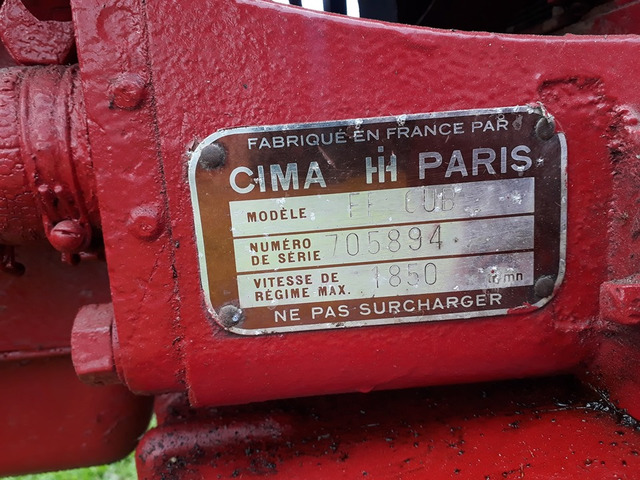 FABRIQUÉ EN FRANCE PAR
CIMA IH PARIS
MODÈLE FF CUB
NUMÉRO DE SÉRIE 705894
VITESSE DE RÉGIME MAX. 1850 t/mn
NE PAS SURCHARGER